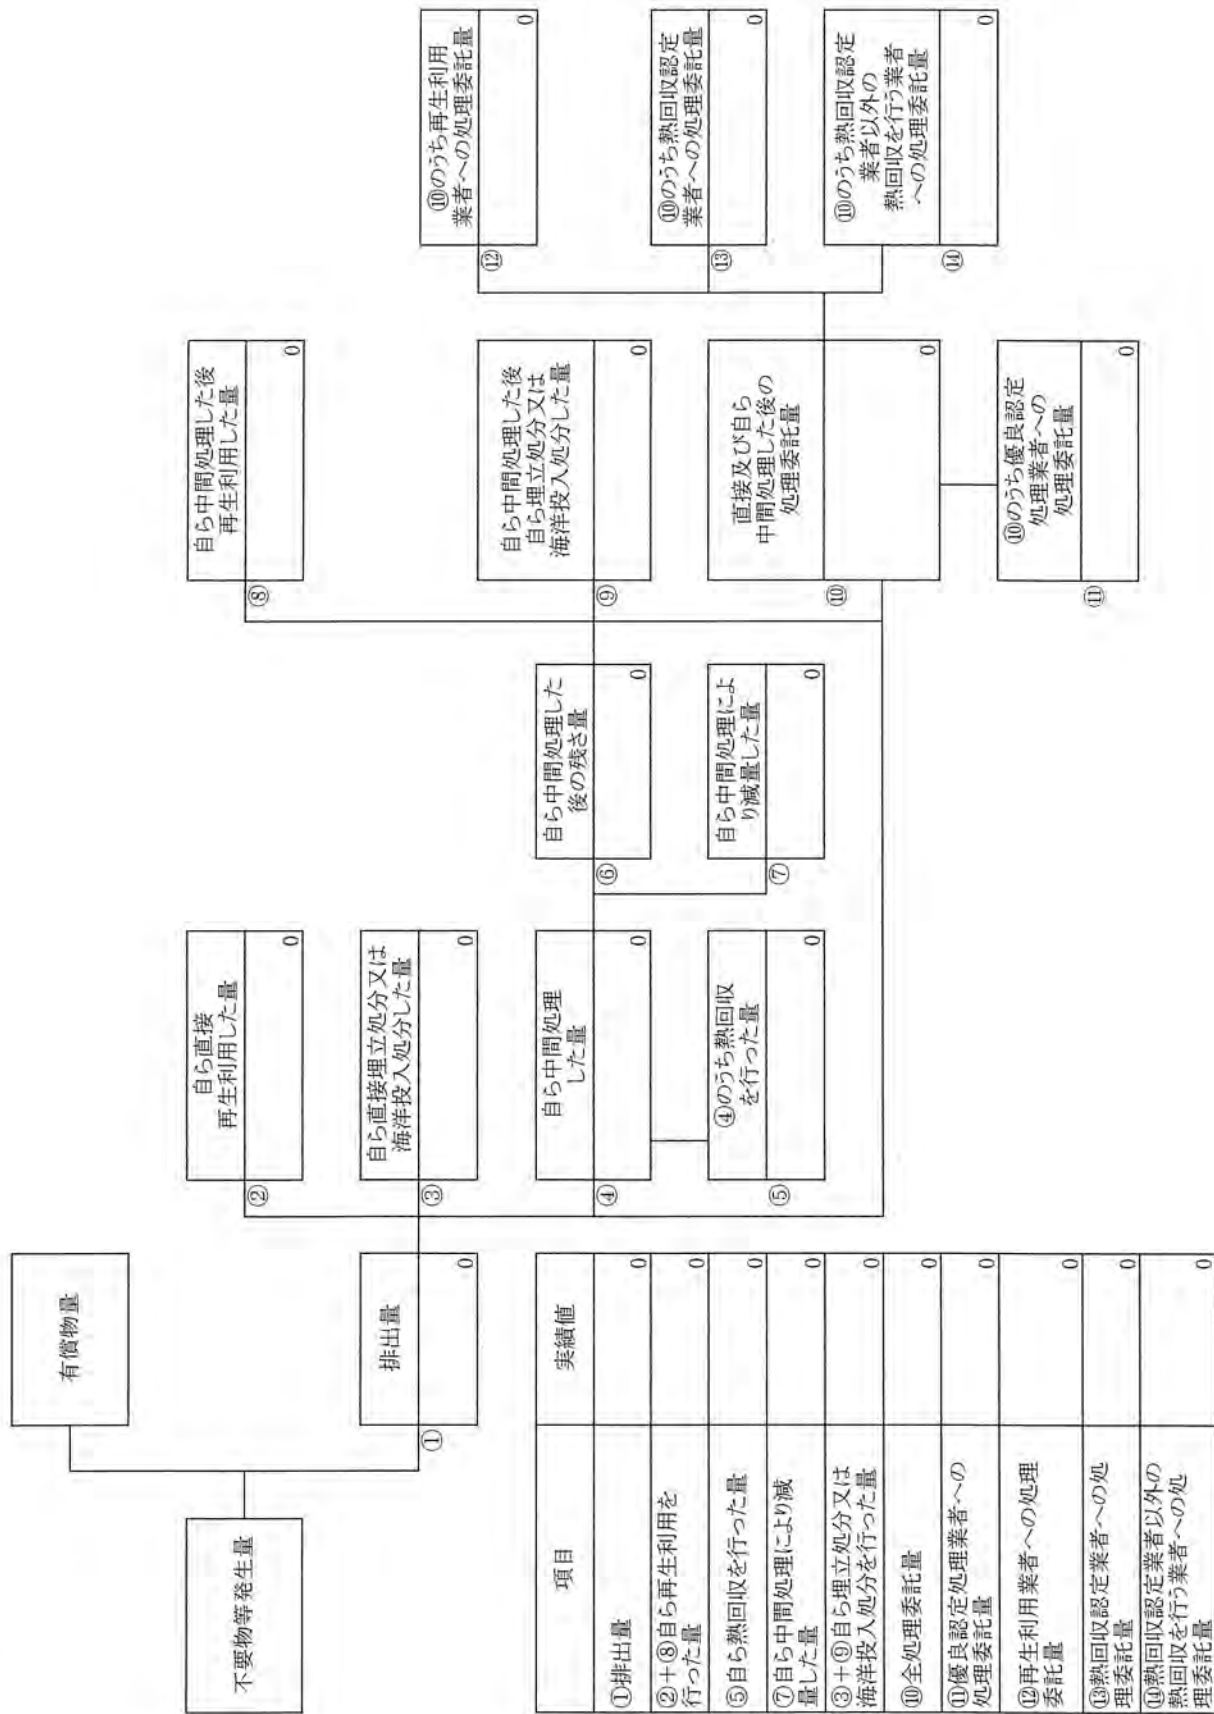 不要物等発生量
有償物量
①
排出量
0
②
自ら直接
再生利用した量
0
③
自ら直接埋立処分又は
海洋投入処分した量
0
④
自ら中間処理
した量
0
⑤
④のうち熱回収
を行った量
0
⑥
自ら中間処理した
後の残さ量
0
⑦
自ら中間処理によ
り減量した量
0
⑧
自ら中間処理した後
再生利用した量
0
⑨
自ら中間処理した後
自ら埋立処分又は
海洋投入処分した量
0
⑩
直接及び自ら
中間処理した後の
処理委託量
0
⑪
⑩のうち優良認定
処理業者への
処理委託量
0
⑫
⑩のうち再生利用
業者への処理委託量
0
⑬
⑩のうち熱回収認定
業者への処理委託量
0
⑭
⑩のうち熱回収認定
業者以外の
熱回収を行う業者
への処理委託量
0
項目 実績値
①排出量 0
②+⑧自ら再生利用を
行った量 0
⑤自ら熱回収を行った量 0
⑦自ら中間処理により減
量した量 0
③+⑨自ら埋立処分又は
海洋投入処分を行った量 0
⑩全処理委託量 0
⑪優良認定処理業者への
処理委託量 0
⑫再生利用業者への処理
委託量 0
⑬熱回収認定業者への処
理委託量 0
⑭熱回収認定業者以外の
熱回収を行う業者への処
理委託量 0